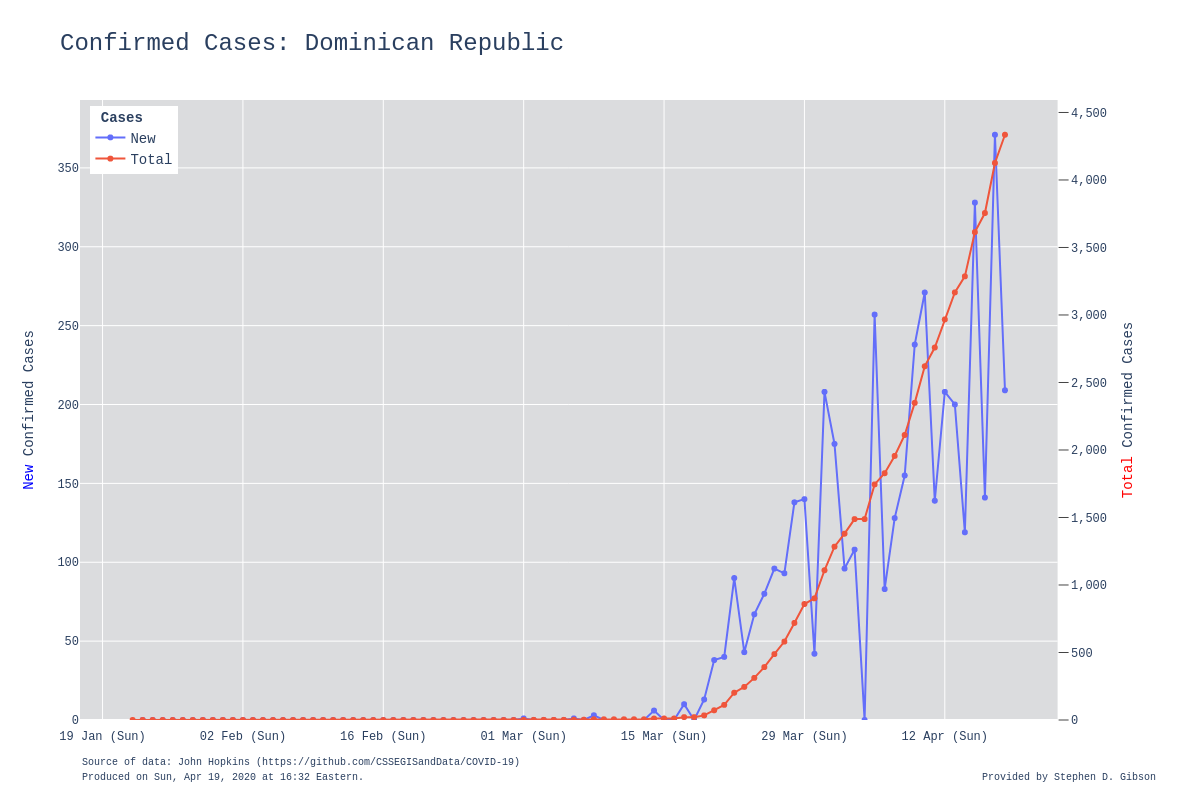 Confirmed Cases: Dominican Republic
Cases
New
Total
350
300
250
200
150
100
50
0
4,500
4,000
3,500
3,000
2,500
2,000
1,500
1,000
500
0
New Confirmed Cases
Total Confirmed Cases
19 Jan (Sun)
02 Feb (Sun)
16 Feb (Sun)
01 Mar (Sun)
15 Mar (Sun)
29 Mar (Sun)
12 Apr (Sun)
Source of data: John Hopkins (https://github.com/CSSEGISandData/COVID-19)
Produced on Sun, Apr 19, 2020 at 16:32 Eastern.
Provided by Stephen D. Gibson